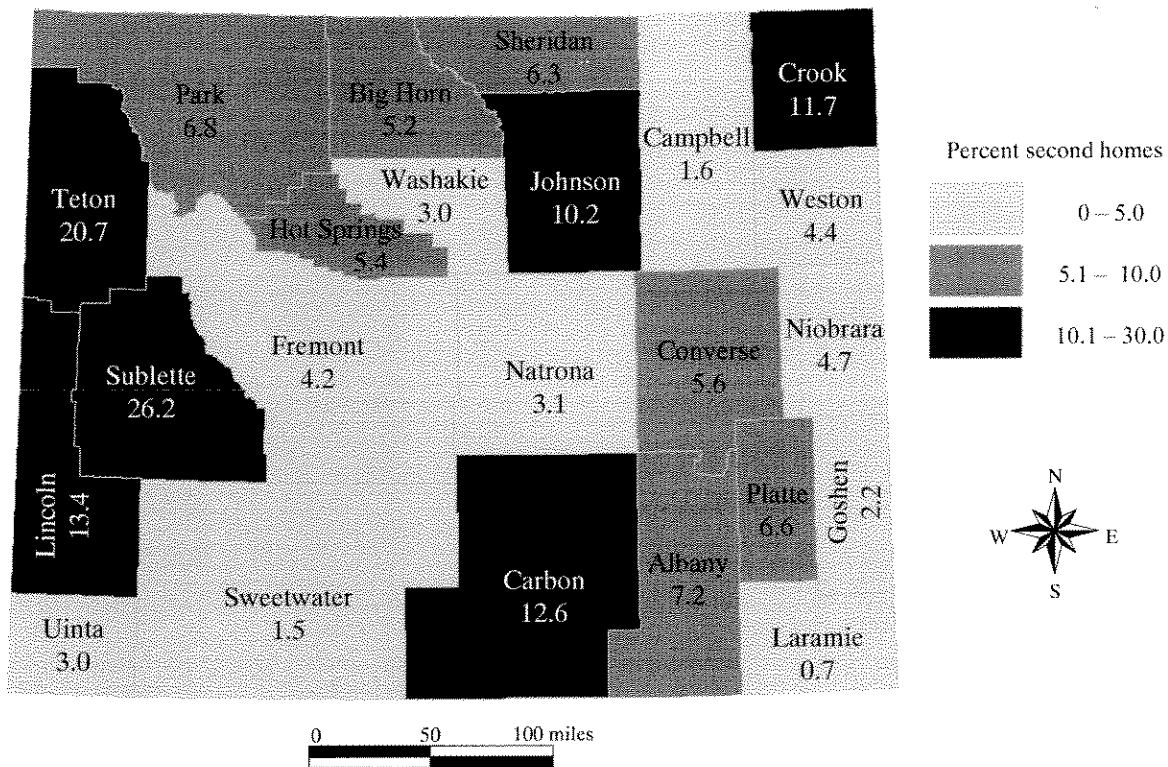 Sheridan
6.3
Crook
11.7
Park
6.8
Big Horn
5.2
Campbell
1.6
Percent second homes
0 – 5.0
5.1 – 10.0
10.1 – 30.0
Teton
20.7
Washakie
3.0
Johnson
10.2
Weston
4.4
Hot Springs
5.4
Fremont
4.2
Natrona
3.1
Converse
5.6
Niobrara
4.7
Sublette
26.2
Lincoln
13.4
Platte
6.6
Goshen
2.2
N
W
E
S
Albany
7.2
Carbon
12.6
Sweetwater
1.5
Uinta
3.0
Laramie
0.7
0 50 100 miles